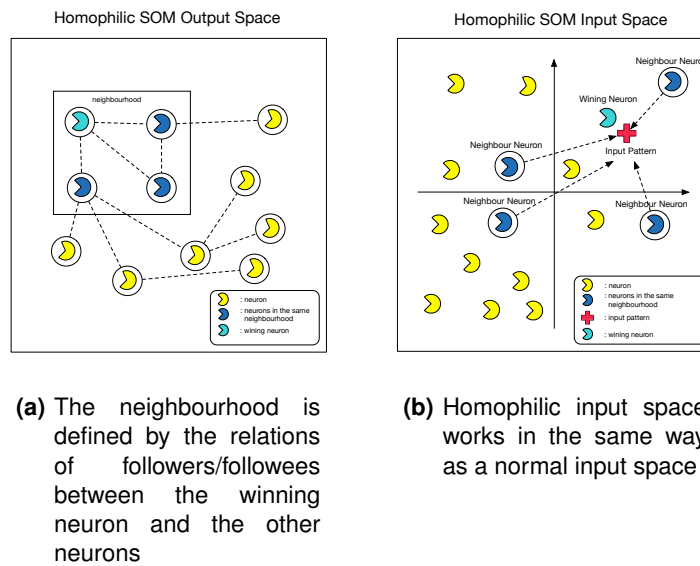 Homophilic SOM Output Space
neighbourhood
: neuron
: neurons in the same
neighbourhood
: wining neuron
(a) The neighbourhood is
defined by the relations
of followers/followees
between the winning
neuron and the other
neurons
Homophilic SOM Input Space
Neighbour Neuro
Wining Neuron
Neighbour Neuron
Input Pattern
Neighbour Neuron
Neighbour Neuron
: neuron
: neurons in the same
neighbourhood
: input pattern
: wining neuron
(b) Homophilic input space
works in the same way
as a normal input space